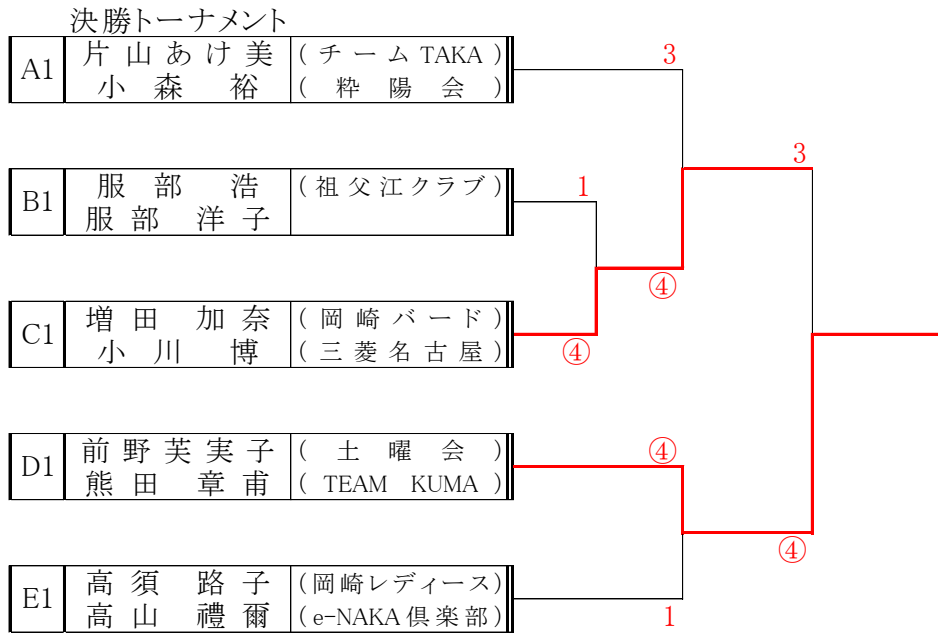 決勝トーナメント
A1 片山あけ美 (チームTAKA)
小森 裕 (粋陽会)
3
3
B1 服部 浩 (祖父江クラブ)
服部 洋子
1
④
C1 増田 加奈 (岡崎バード)
小川 博 (三菱名古屋)
④
D1 前野芙実子 (土曜会)
熊田 章甫 (TEAM KUMA)
④
④
E1 高須 路子 (岡崎レディース)
高山 禮爾 (e-NAKA倶楽部)
1